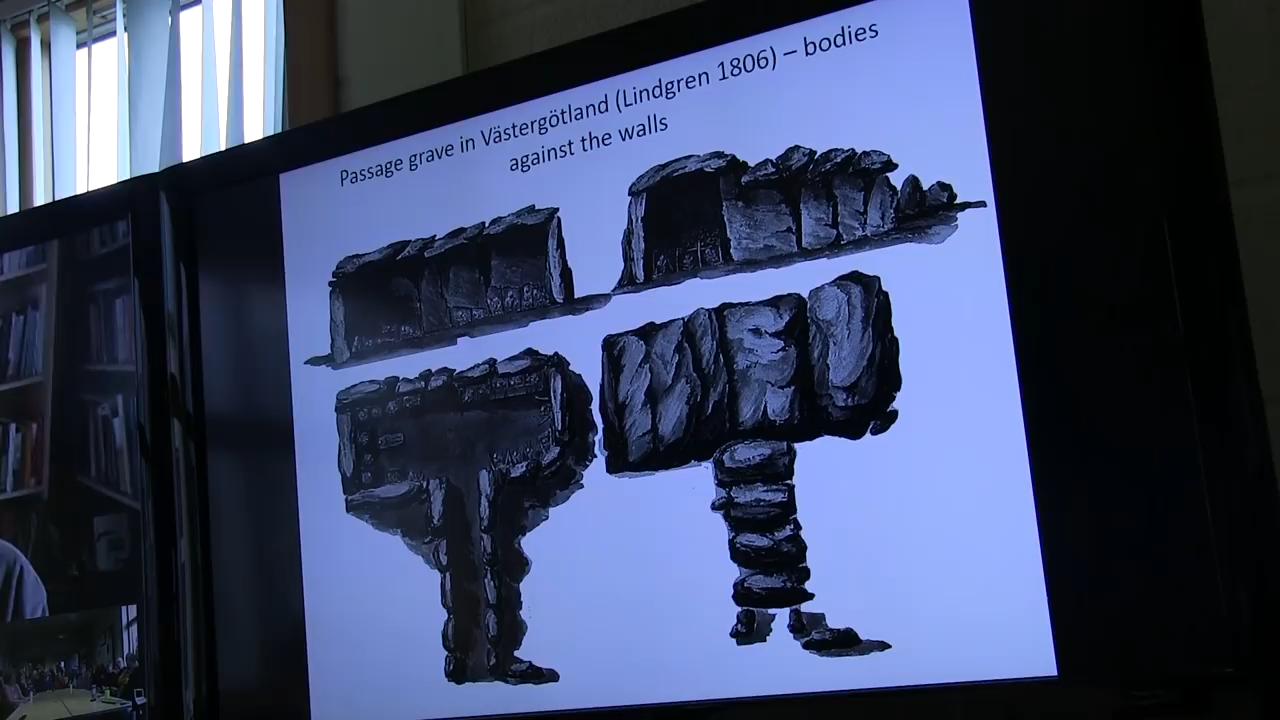 Passage grave in Västergötland (Lindgren 1806) – bodies
against the walls